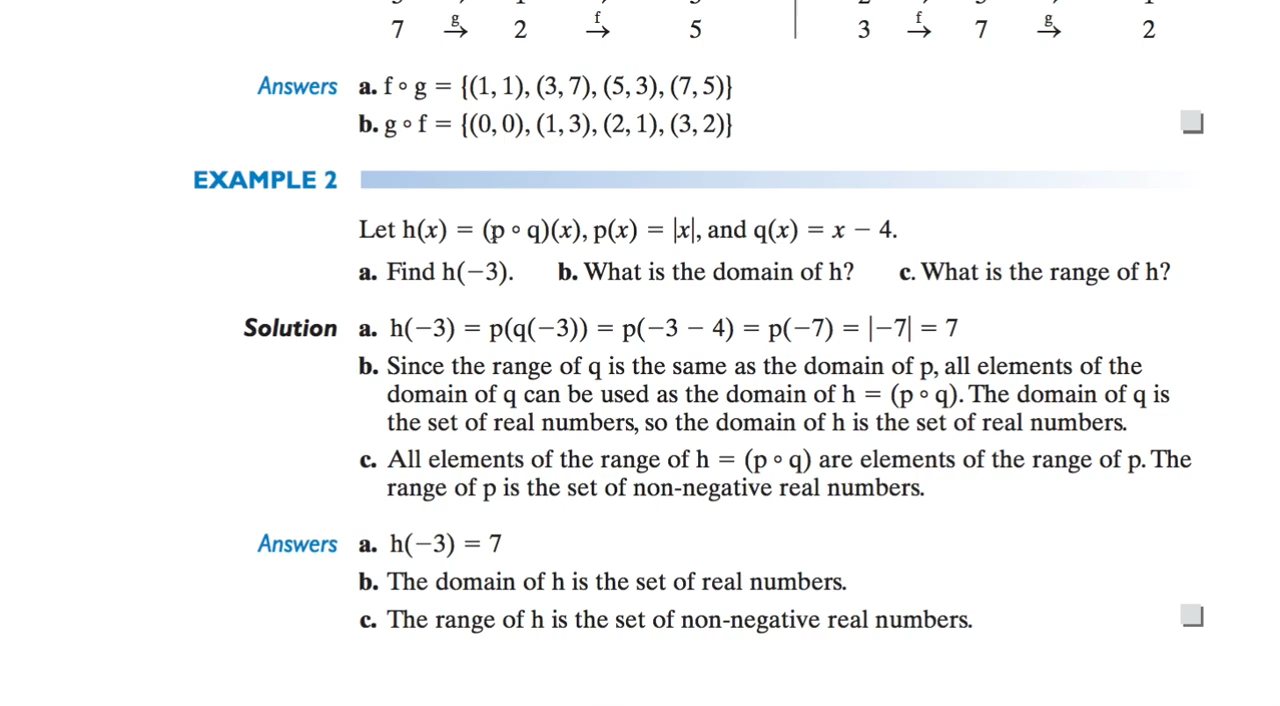 7 →g 2 →f 5 | 3 →f 7 →g 2
Answers a. f ∘ g = {(1, 1), (3, 7), (5, 3), (7, 5)}
b. g ∘ f = {(0, 0), (1, 3), (2, 1), (3, 2)}
EXAMPLE 2
Let h(x) = (p ∘ q)(x), p(x) = |x|, and q(x) = x − 4.
a. Find h(−3). b. What is the domain of h? c. What is the range of h?
Solution a. h(−3) = p(q(−3)) = p(−3 − 4) = p(−7) = |−7| = 7
b. Since the range of q is the same as the domain of p, all elements of the
domain of q can be used as the domain of h = (p ∘ q). The domain of q is
the set of real numbers, so the domain of h is the set of real numbers.
c. All elements of the range of h = (p ∘ q) are elements of the range of p. The
range of p is the set of non-negative real numbers.
Answers a. h(−3) = 7
b. The domain of h is the set of real numbers.
c. The range of h is the set of non-negative real numbers.